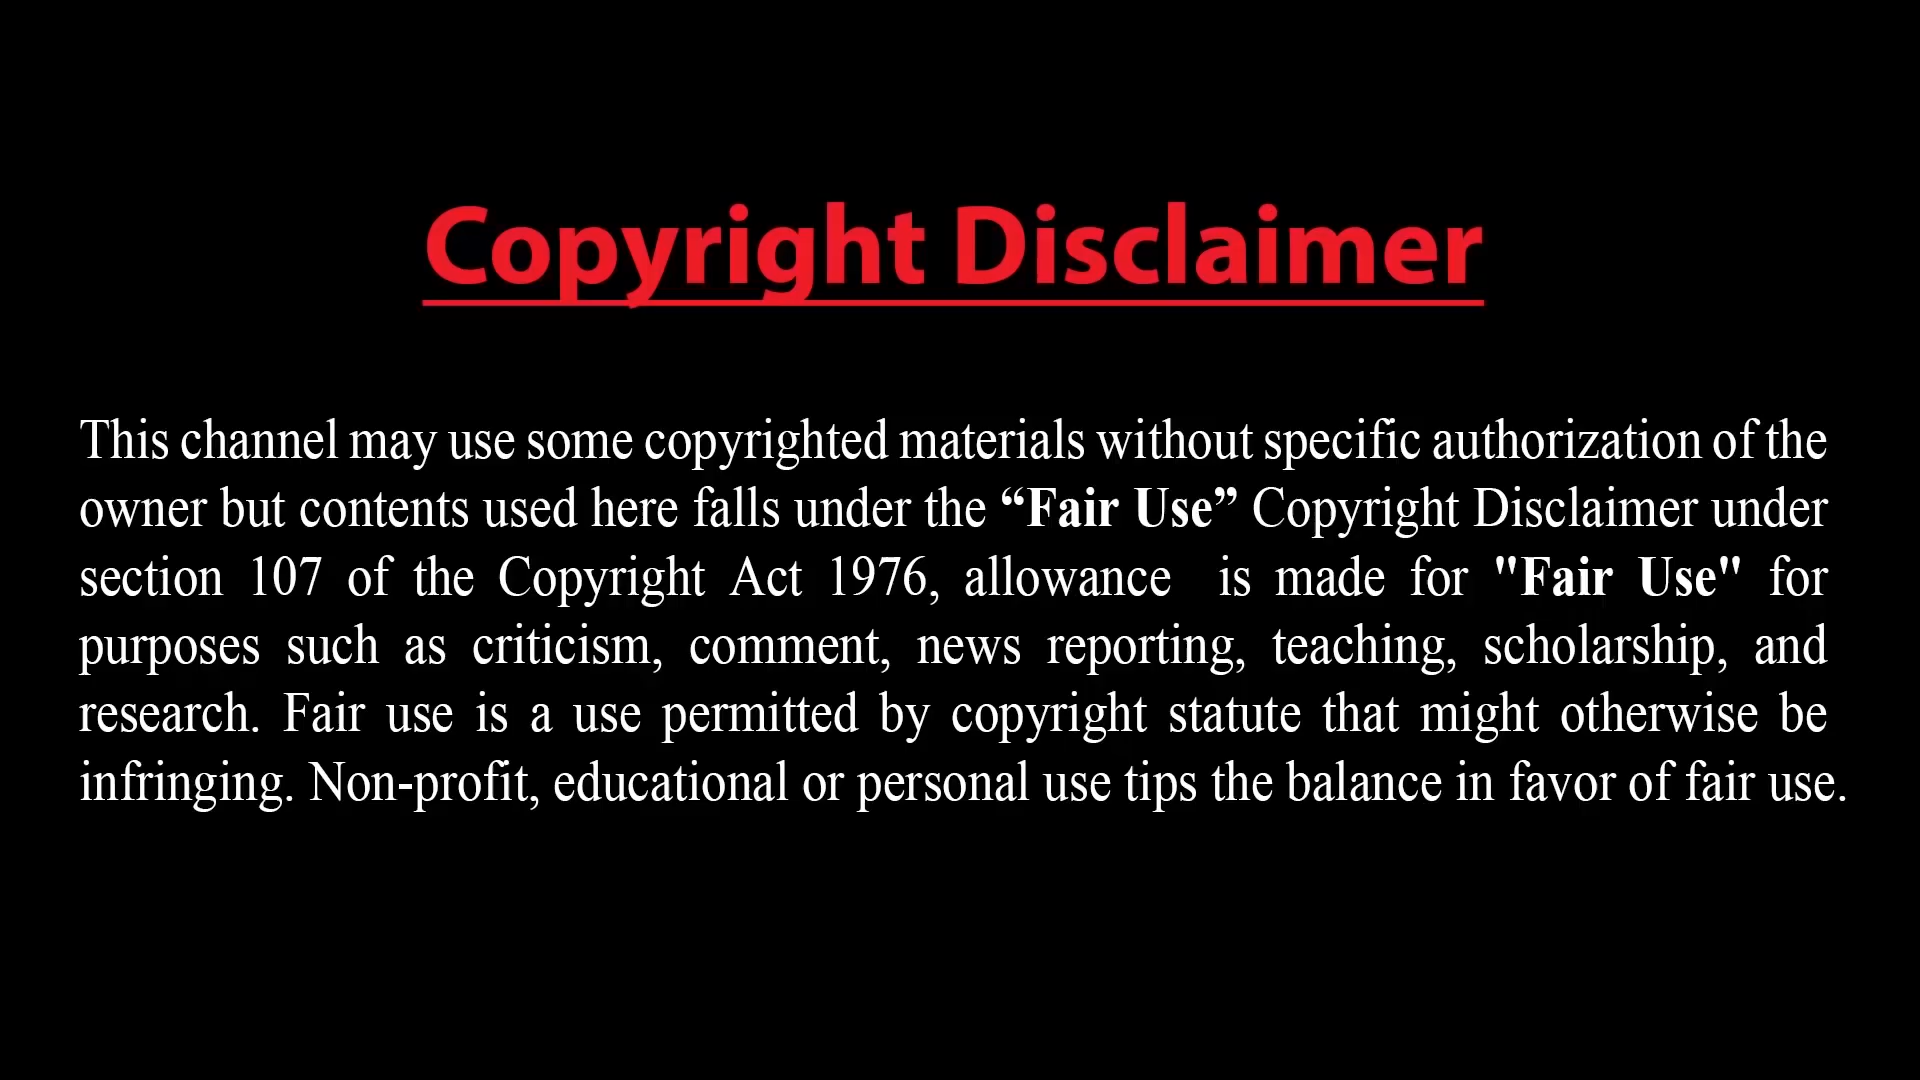 Copyright Disclaimer
This channel may use some copyrighted materials without specific authorization of the
owner but contents used here falls under the “Fair Use” Copyright Disclaimer under
section 107 of the Copyright Act 1976, allowance  is made for "Fair Use" for
purposes such as criticism, comment, news reporting, teaching, scholarship, and
research. Fair use is a use permitted by copyright statute that might otherwise be
infringing. Non-profit, educational or personal use tips the balance in favor of fair use.